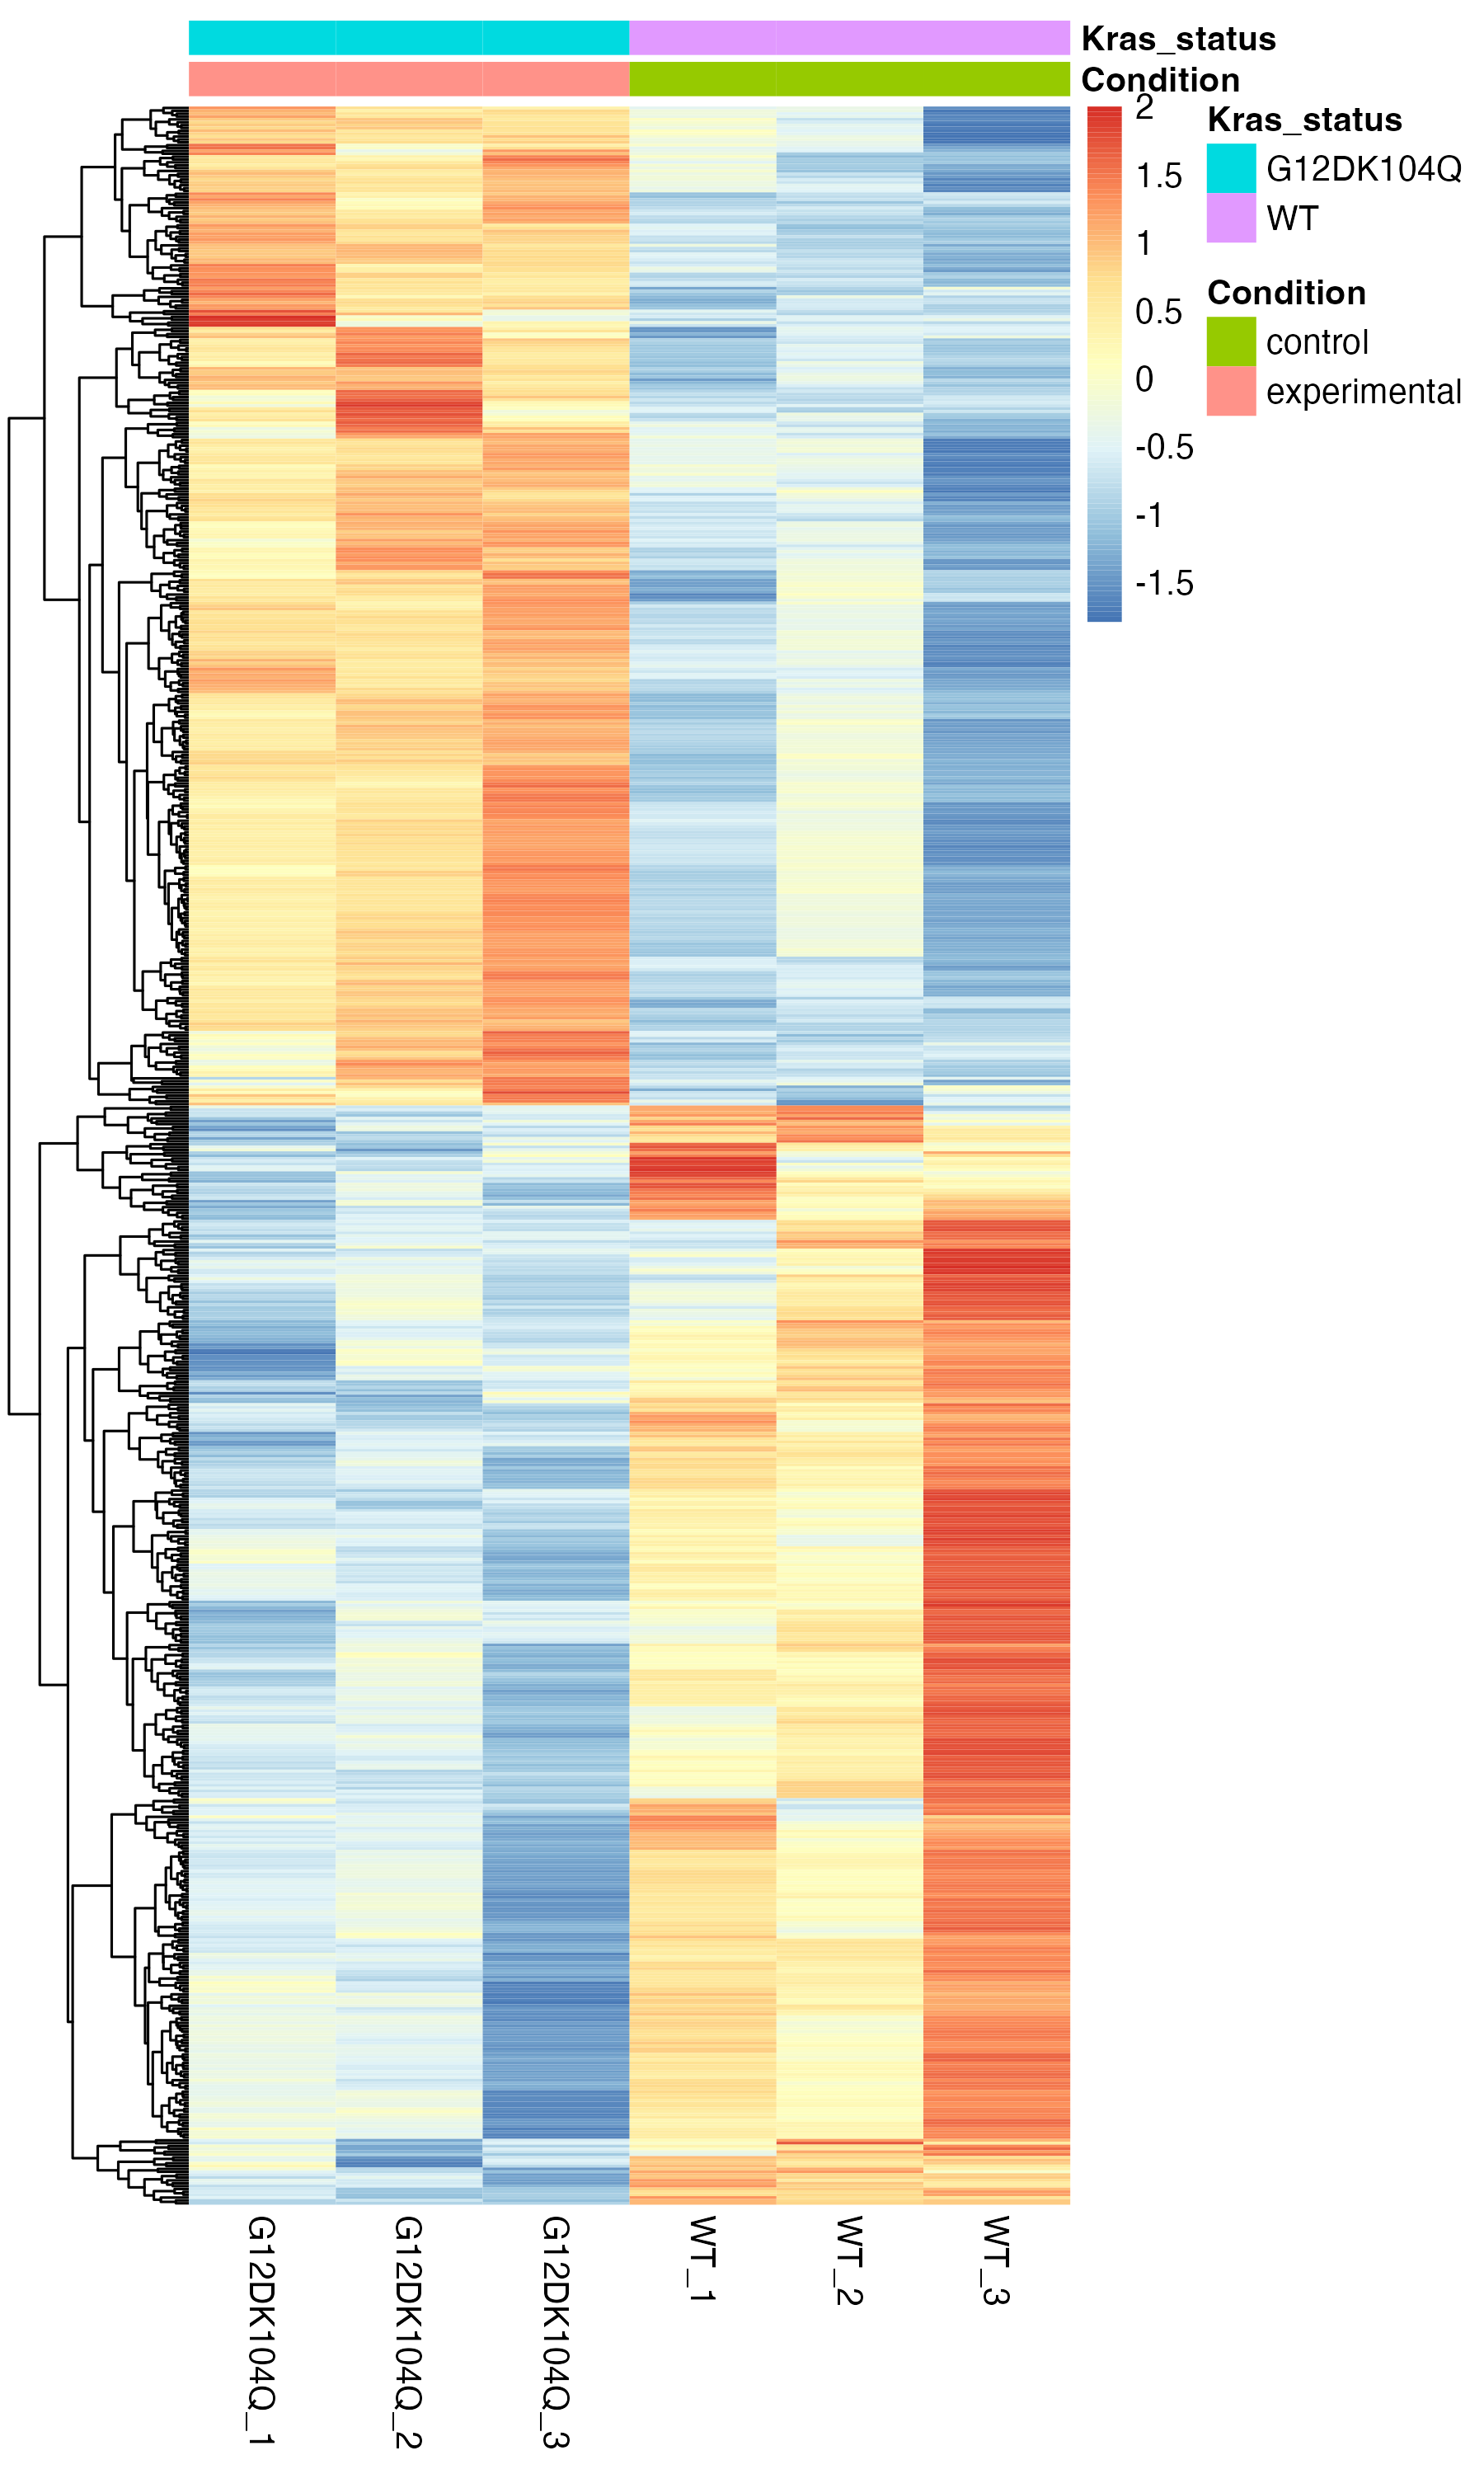 Kras_status
Condition
2
1.5
1
0.5
0
-0.5
-1
-1.5
Kras_status
G12DK104Q
WT
Condition
control
experimental
G12DK104Q_1
G12DK104Q_2
G12DK104Q_3
WT_1
WT_2
WT_3